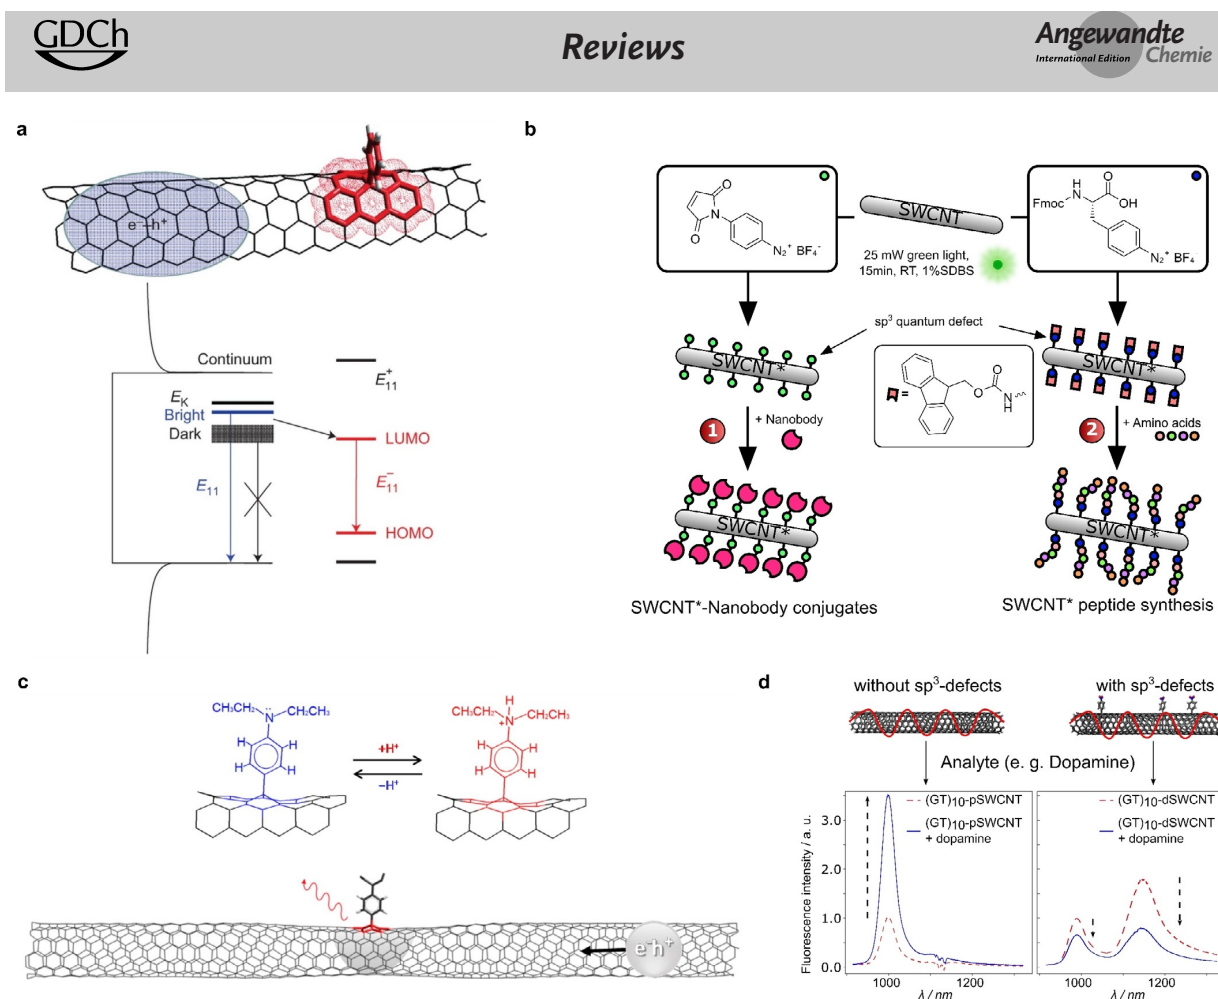 GDCh
Reviews
Angewandte
International Edition Chemie
a
e⁻–h⁺
Continuum
E₁₁⁺
E_K
Bright
Dark
LUMO
E₁₁
E₁₁⁻
HOMO
b
O
N
O
N₂⁺ BF₄⁻
SWCNT
25 mW green light,
15min, RT, 1%SDBS
H
N
O
Fmoc
OH
N₂⁺ BF₄⁻
sp³ quantum defect
SWCNT*
SWCNT*
=
O
O
N
H
1
+ Nanobody
2
+ Amino acids
SWCNT*
SWCNT*
SWCNT*-Nanobody conjugates
SWCNT* peptide synthesis
c
CH₃CH₂
N
CH₂CH₃
H
H
H
H
+H⁺
−H⁺
H
CH₃CH₂
N
+
CH₂CH₃
H
H
H
H
e⁻h⁺
d
without sp³-defects
with sp³-defects
Analyte (e. g. Dopamine)
Fluorescence intensity / a. u.
3.0
2.0
1.0
0.0
(GT)₁₀-pSWCNT
(GT)₁₀-pSWCNT
+ dopamine
1000
1200
λ / nm
(GT)₁₀-dSWCNT
(GT)₁₀-dSWCNT
+ dopamine
1000
1200
λ / nm